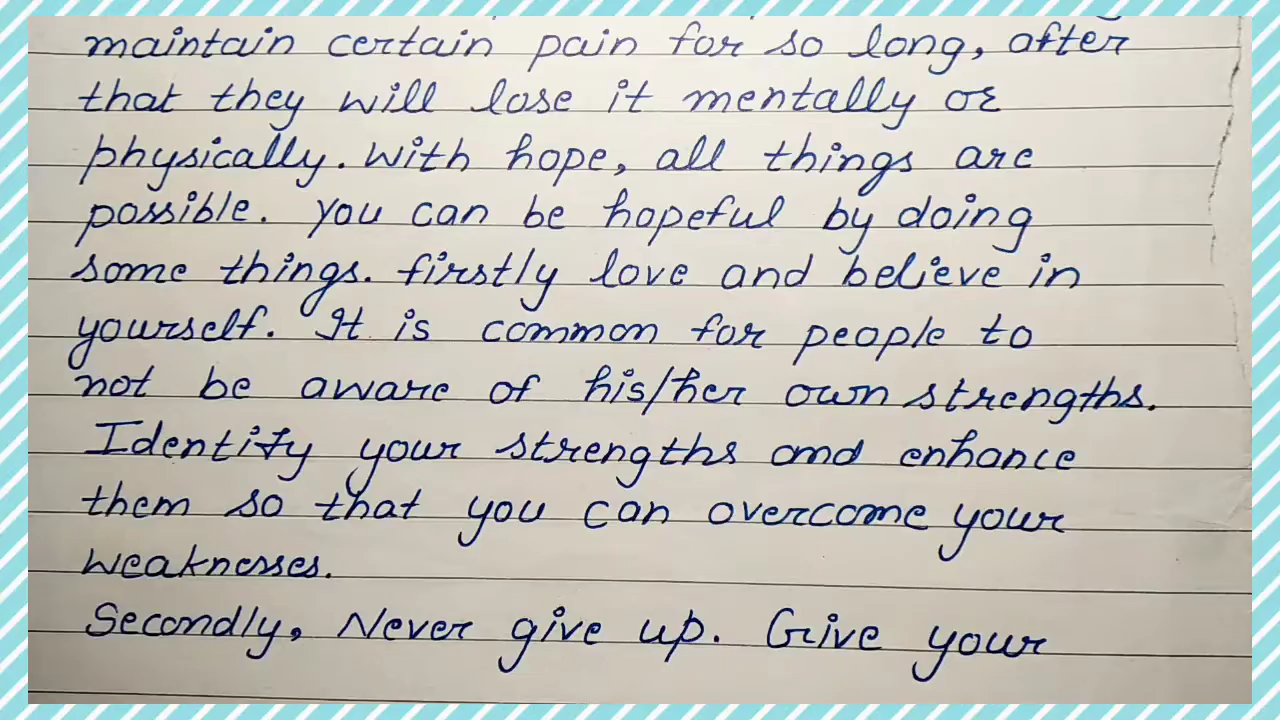 maintain certain pain for so long, after
that they will lose it mentally or
physically. With hope, all things are
possible. You can be hopeful by doing
some things. firstly love and believe in
yourself. It is common for people to
not be aware of his/her own strengths.
Identify your strengths and enhance
them so that you can overcome your
weaknesses.
Secondly, Never give up. Give your